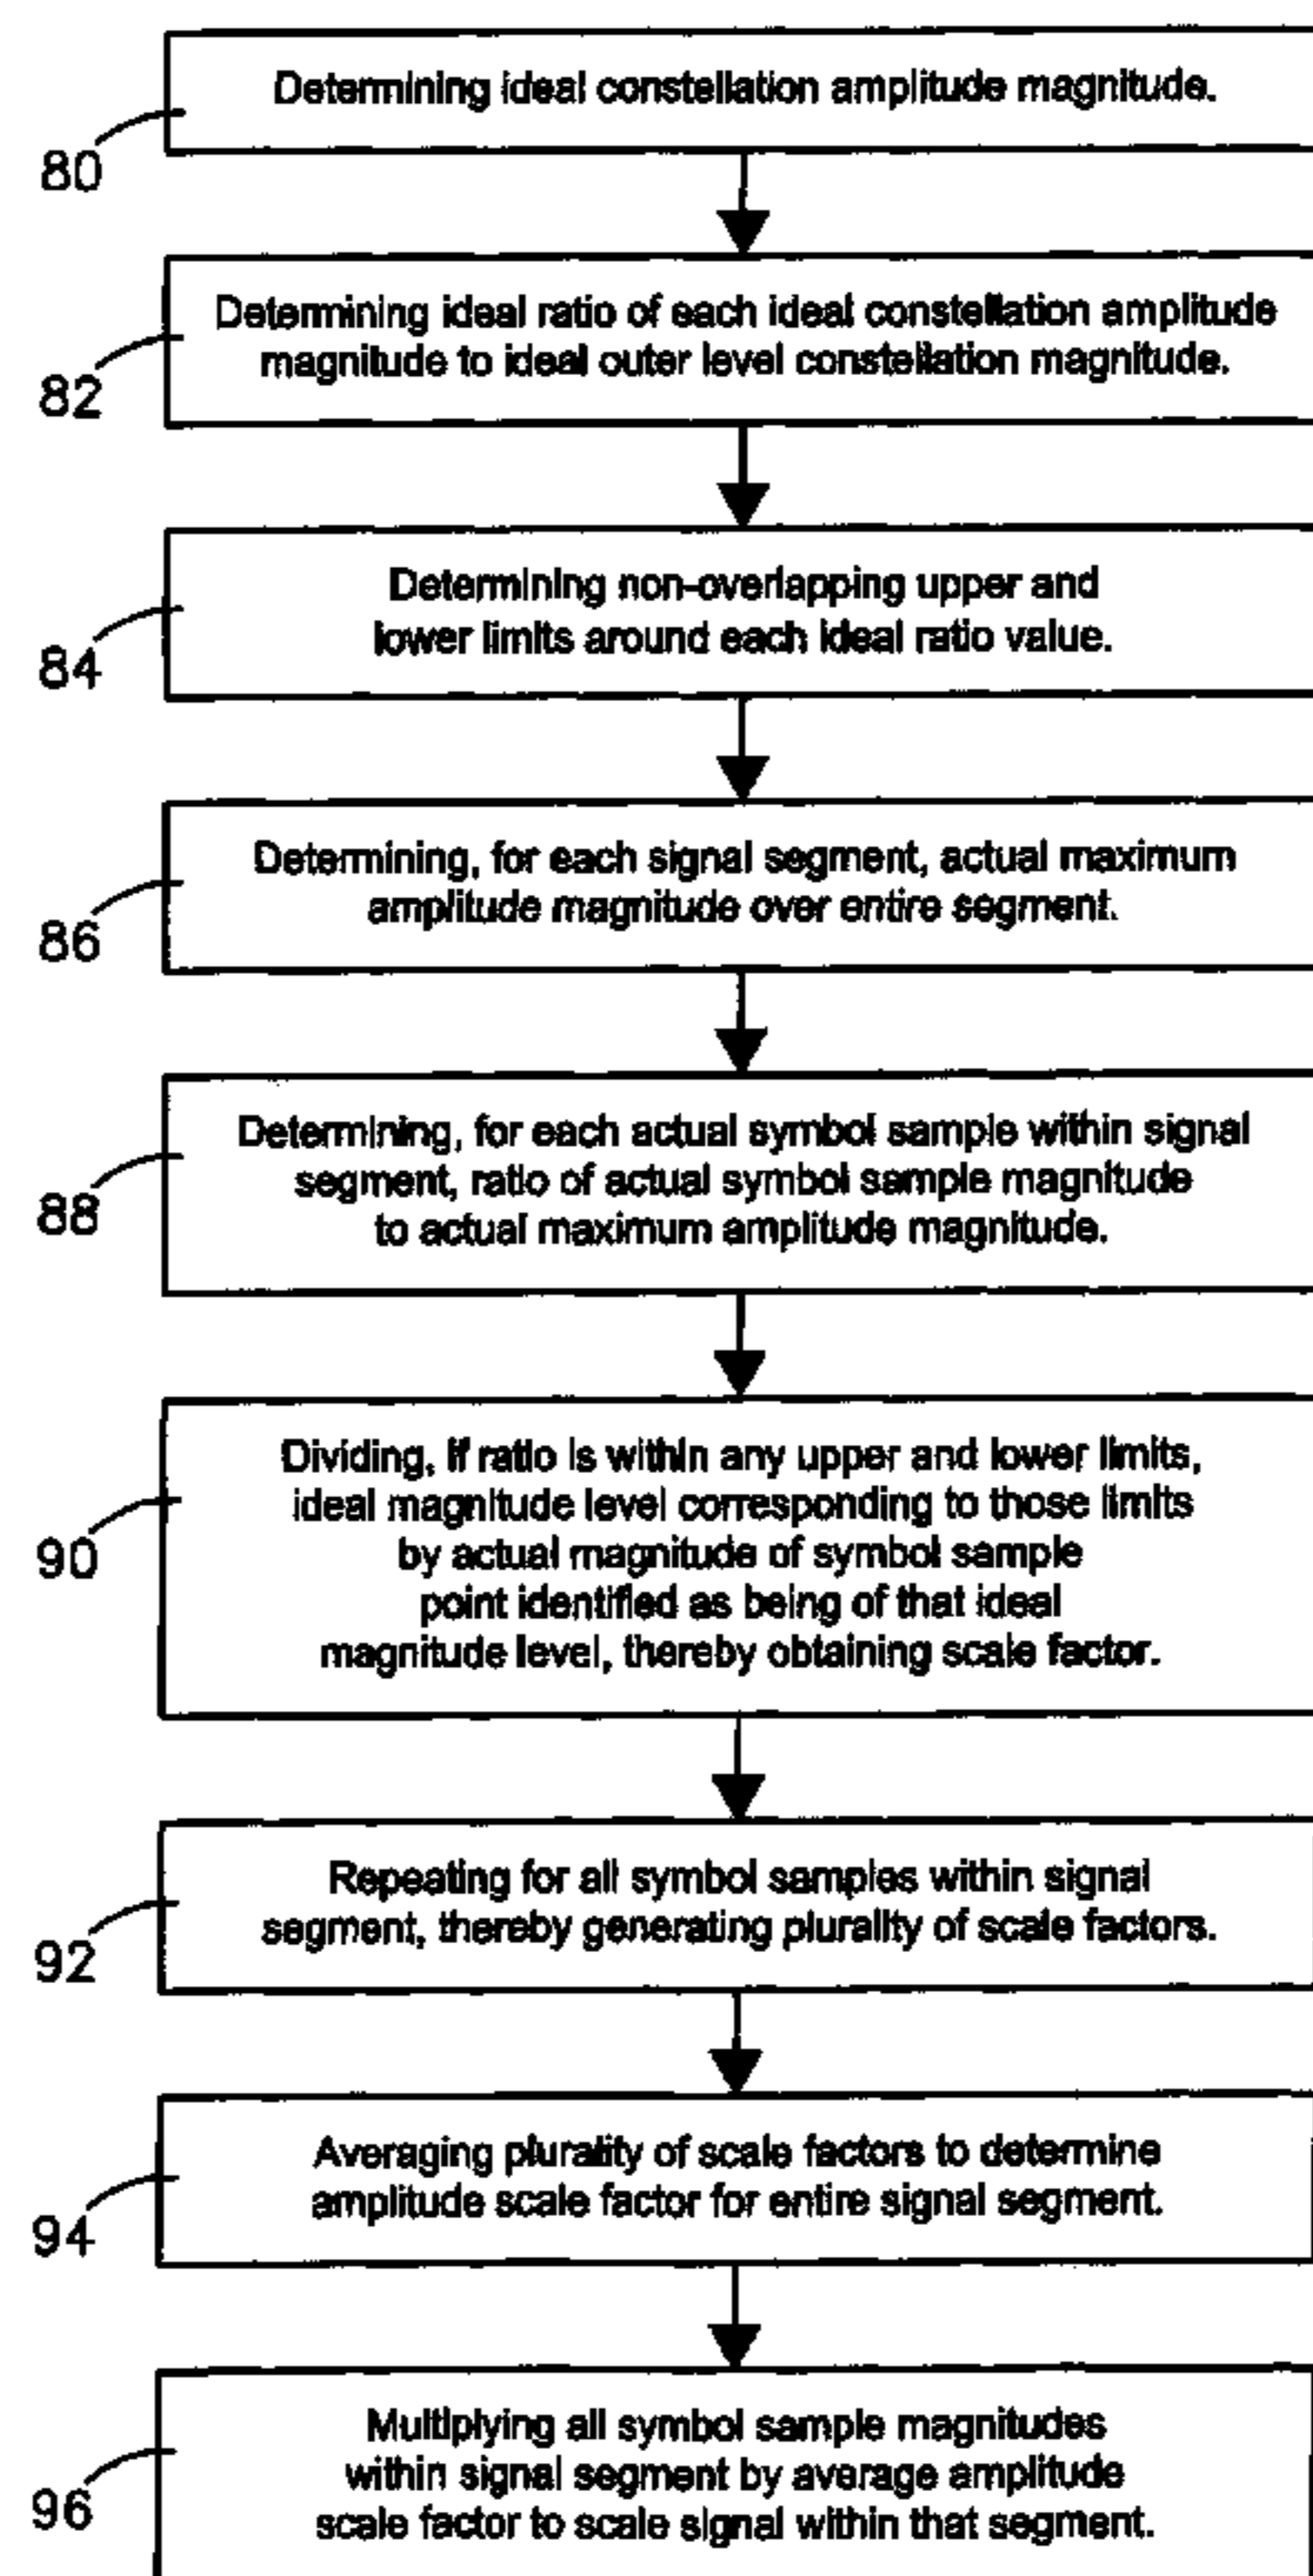 Determining ideal constellation amplitude magnitude.
80
Determining ideal ratio of each ideal constellation amplitude
magnitude to ideal outer level constellation magnitude.
82
Determining non-overlapping upper and
lower limits around each ideal ratio value.
84
Determining, for each signal segment, actual maximum
amplitude magnitude over entire segment.
86
Determining, for each actual symbol sample within signal
segment, ratio of actual symbol sample magnitude
to actual maximum amplitude magnitude.
88
Dividing, if ratio is within any upper and lower limits,
ideal magnitude level corresponding to those limits
by actual magnitude of symbol sample
point identified as being of that ideal
magnitude level, thereby obtaining scale factor.
90
Repeating for all symbol samples within signal
segment, thereby generating plurality of scale factors.
92
Averaging plurality of scale factors to determine
amplitude scale factor for entire signal segment.
94
Multiplying all symbol sample magnitudes
within signal segment by average amplitude
scale factor to scale signal within that segment.
96